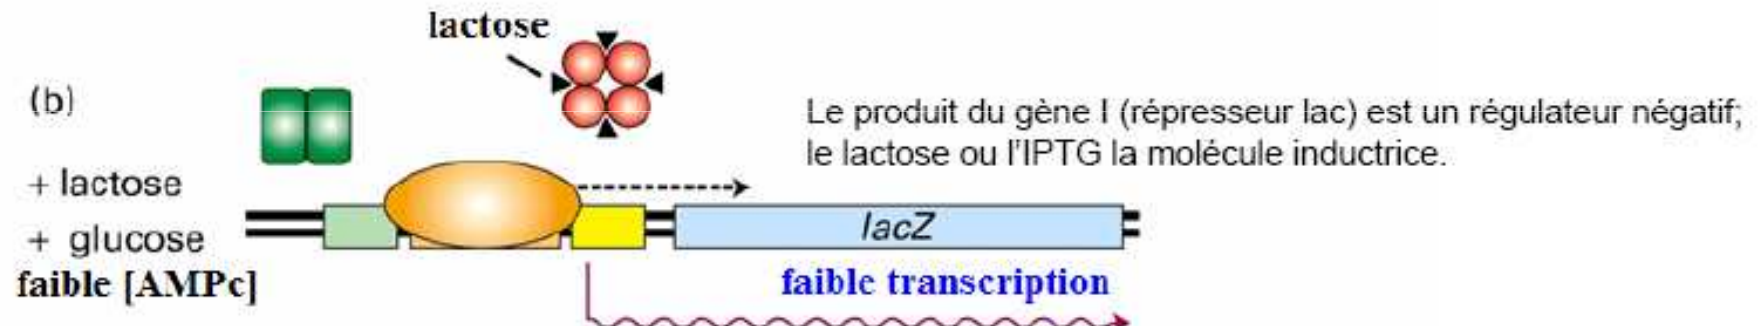 lactose
(b)
Le produit du gène I (répresseur lac) est un régulateur négatif;
le lactose ou l'IPTG la molécule inductrice.
+ lactose
+ glucose
lacZ
faible [AMPc]
faible transcription